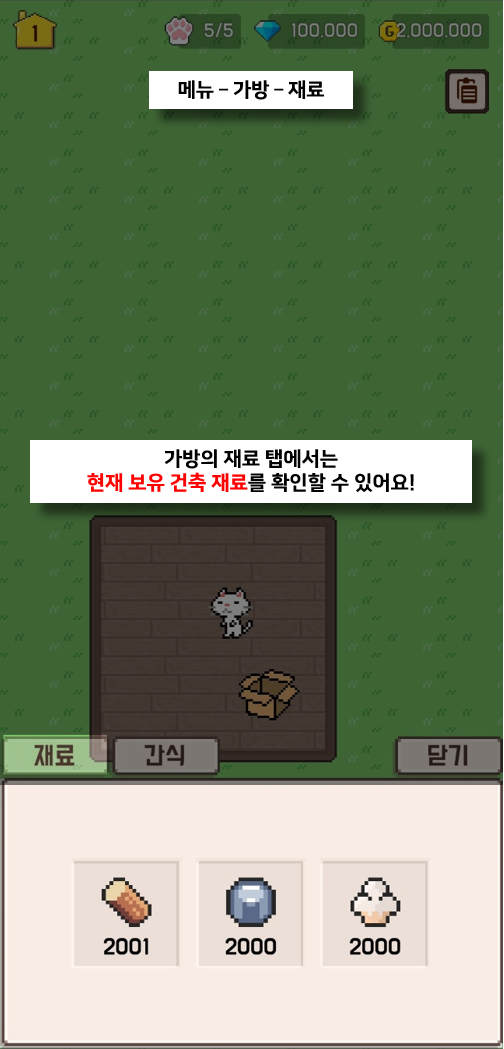 1
5/5
100,000
G
2,000,000
메뉴 – 가방 – 재료
가방의 재료 탭에서는
현재 보유 건축 재료를 확인할 수 있어요!
재료
간식
닫기
2001
2000
2000